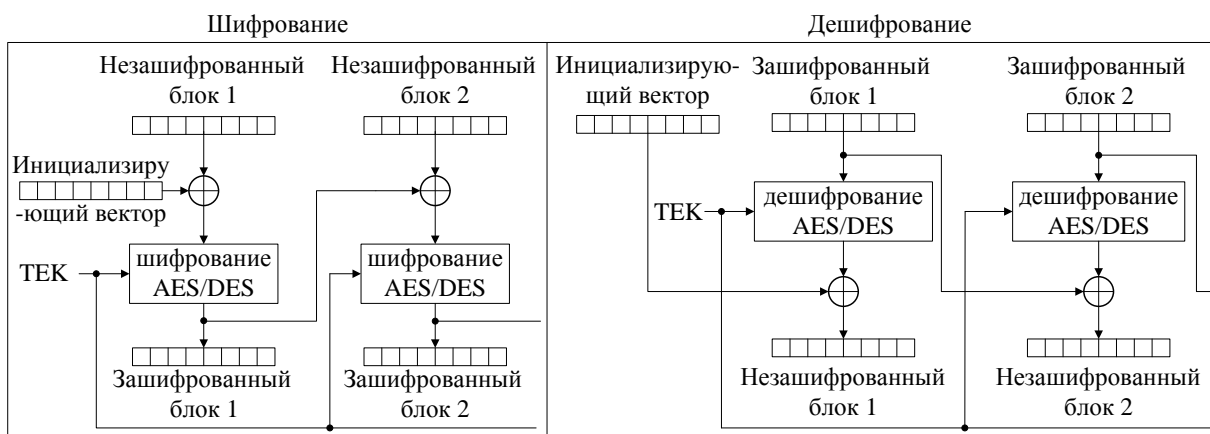 Шифрование
Дешифрование
Незашифрованный
блок 1
Незашифрованный
блок 2
Инициализиру
-ющий вектор
TEK
шифрование
AES/DES
шифрование
AES/DES
Зашифрованный
блок 1
Зашифрованный
блок 2
Инициализирую-
щий вектор
Зашифрованный
блок 1
Зашифрованный
блок 2
TEK
дешифрование
AES/DES
дешифрование
AES/DES
Незашифрованный
блок 1
Незашифрованный
блок 2